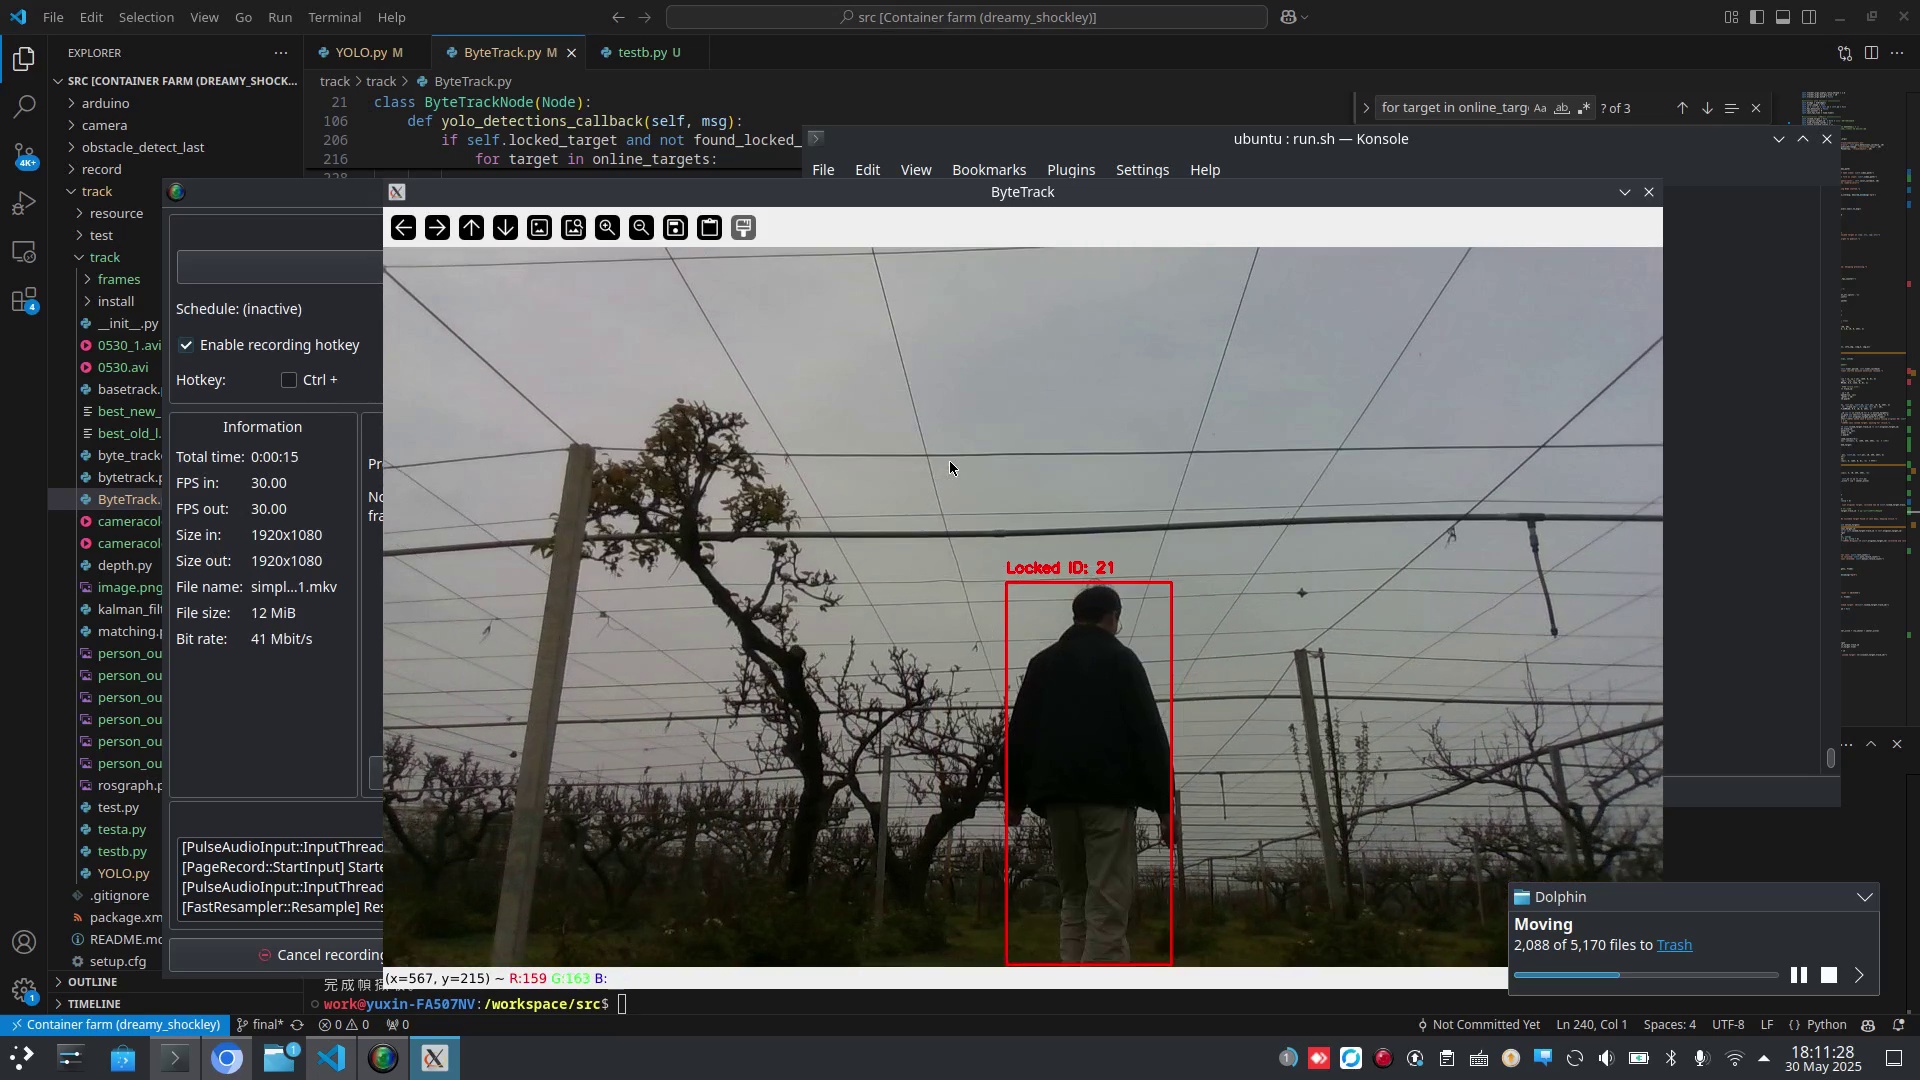 File Edit Selection View Go Run Terminal Help
src [Container farm (dreamy_shockley)]
EXPLORER
YOLO.py M
ByteTrack.py M
testb.py U
SRC [CONTAINER FARM (DREAMY_SHOCK...
track > track > ByteTrack.py
arduino
camera
obstacle_detect_last
record
track
resource
test
track
frames
install
__init__.py
0530_1.avi
0530.avi
basetrack.
best_new_
best_old_l.
byte_track
bytetrack.p
ByteTrack.
cameracol
cameracol
depth.py
image.png
kalman_filt
matching.p
person_ou
person_ou
person_ou
person_ou
person_ou
person_ou
rosgraph.p
test.py
testa.py
testb.py
YOLO.py
.gitignore
package.xm
README.md
setup.cfg
OUTLINE
TIMELINE
21 class ByteTrackNode(Node):
106 def yolo_detections_callback(self, msg):
206 if self.locked_target and not found_locked_
216 for target in online_targets:
for target in online_targ
Aa ab .*
? of 3
ubuntu : run.sh — Konsole
File Edit View Bookmarks Plugins Settings Help
ByteTrack
Schedule: (inactive)
Enable recording hotkey
Hotkey: Ctrl +
Information
Total time: 0:00:15
FPS in: 30.00
FPS out: 30.00
Size in: 1920x1080
Size out: 1920x1080
File name: simpl...1.mkv
File size: 12 MiB
Bit rate: 41 Mbit/s
Pr
No
fra
[PulseAudioInput::InputThread
[PageRecord::StartInput] Starte
[PulseAudioInput::InputThread
[FastResampler::Resample] Res
Cancel recording
Locked ID: 21
(x=567, y=215) ~ R:159 G:163 B:
Dolphin
Moving
2,088 of 5,170 files to Trash
work@yuxin-FA507NV:/workspace/src$
Container farm (dreamy_shockley)
final*
0 0 0
Not Committed Yet
Ln 240, Col 1
Spaces: 4
UTF-8
LF
Python
4K+
4
1
1
1
18:11:28
30 May 2025